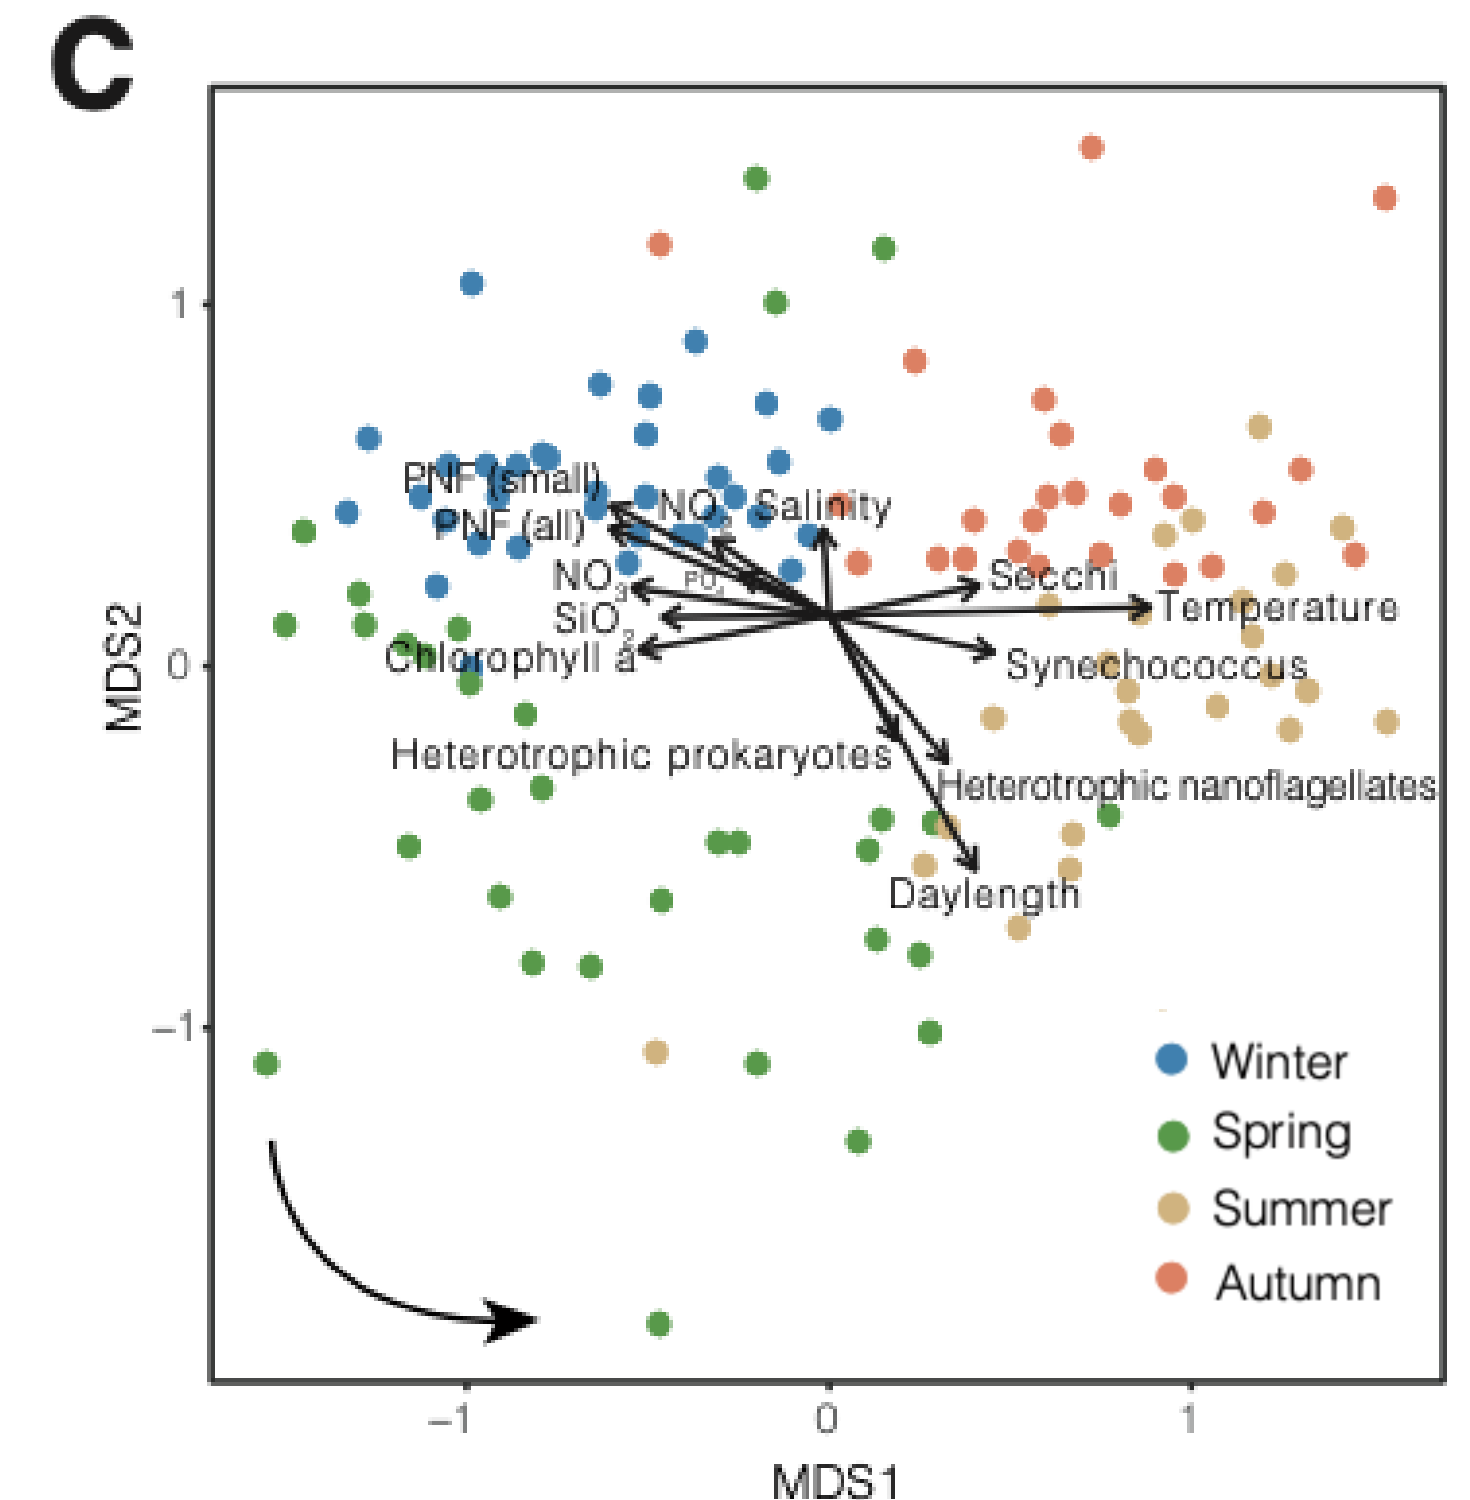 C
1
0
−1
MDS2
PNF (small)
NO2
Salinity
PNF (all)
NO3
PO4
Secchi
SiO2
Temperature
Chlorophyll a
Synechococcus
Heterotrophic prokaryotes
Heterotrophic nanoflagellates
Daylength
Winter
Spring
Summer
Autumn
−1
0
1
MDS1